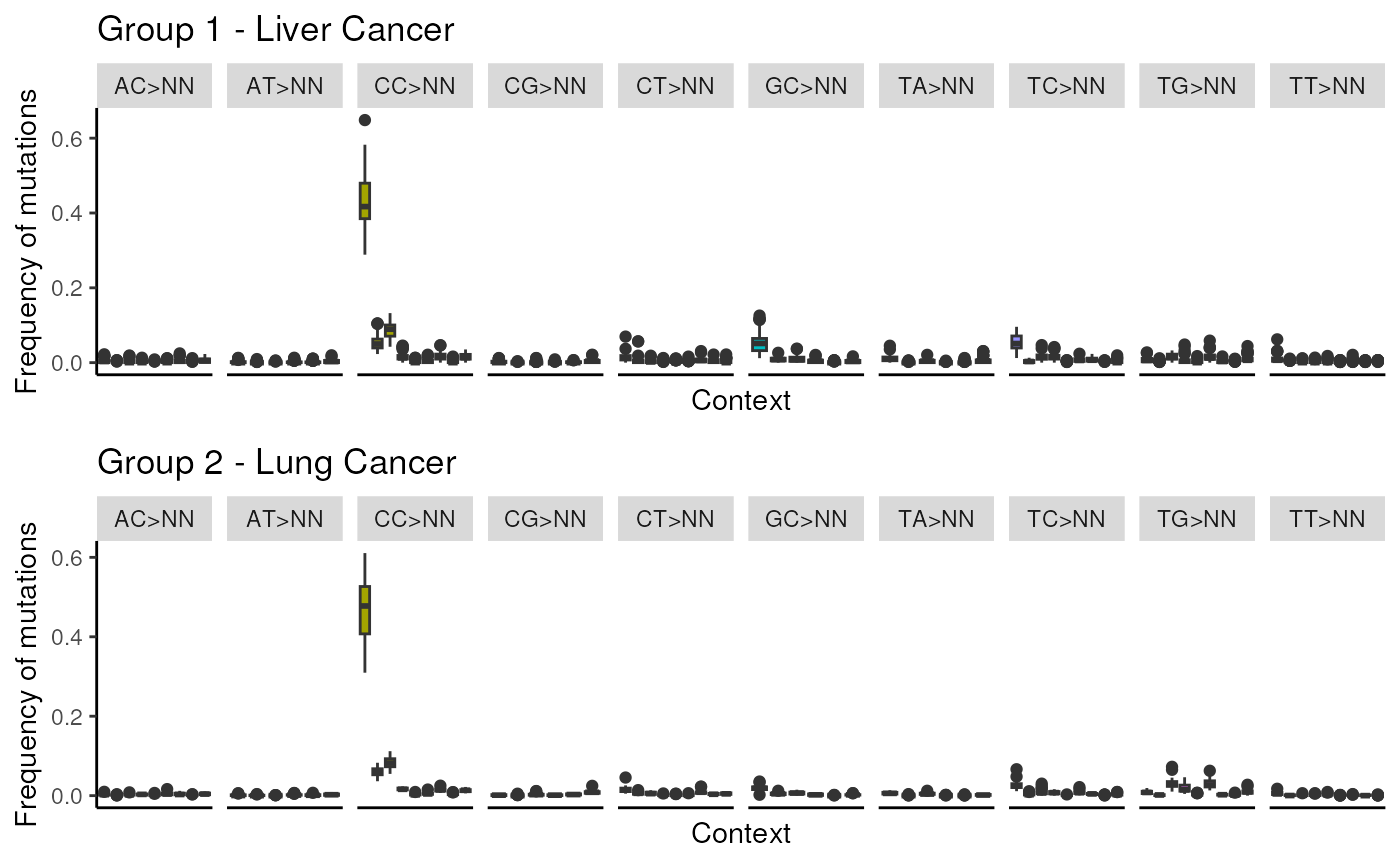 Group 1 - Liver Cancer
AC>NN AT>NN CC>NN CG>NN CT>NN GC>NN TA>NN TC>NN TG>NN TT>NN
Frequency of mutations
0.6
0.4
0.2
0.0
Context
Group 2 - Lung Cancer
AC>NN AT>NN CC>NN CG>NN CT>NN GC>NN TA>NN TC>NN TG>NN TT>NN
Frequency of mutations
0.6
0.4
0.2
0.0
Context